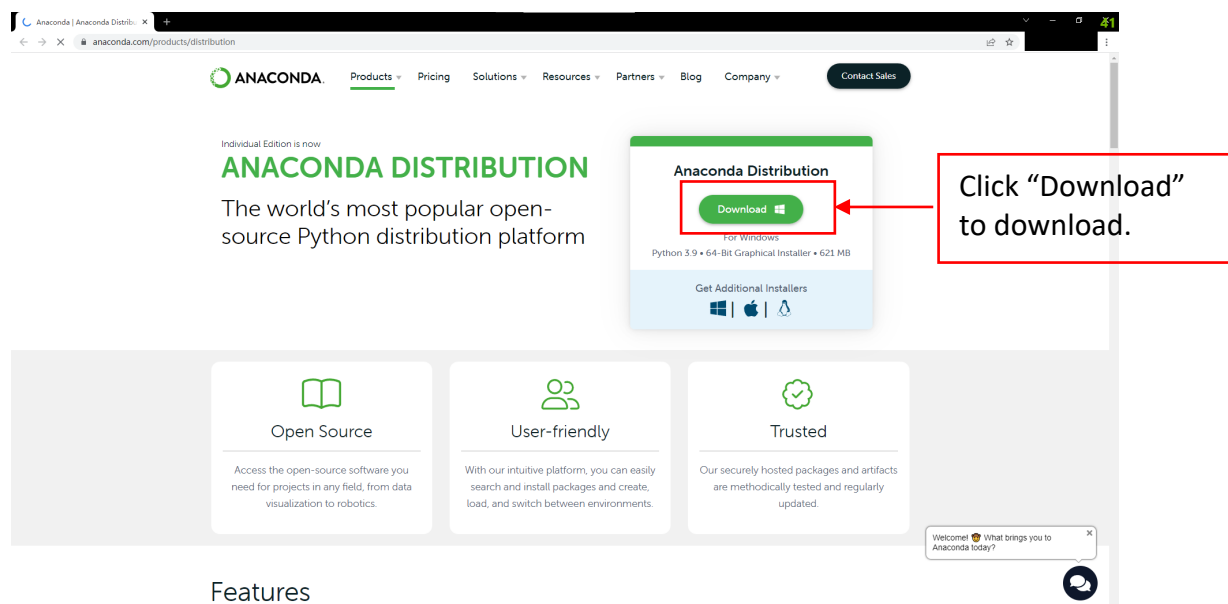 Anaconda | Anaconda Distribu
41
anaconda.com/products/distribution
ANACONDA.
Products
Pricing
Solutions
Resources
Partners
Blog
Company
Contact Sales
Individual Edition is now
ANACONDA DISTRIBUTION
The world's most popular open-
source Python distribution platform
Anaconda Distribution
Download
For Windows
Python 3.9 • 64-Bit Graphical Installer • 621 MB
Get Additional Installers
| |
Click “Download”
to download.
Open Source
Access the open-source software you
need for projects in any field, from data
visualization to robotics.
User-friendly
With our intuitive platform, you can easily
search and install packages and create,
load, and switch between environments.
Trusted
Our securely hosted packages and artifacts
are methodically tested and regularly
updated.
Welcome! 🤠 What brings you to
Anaconda today?
Features